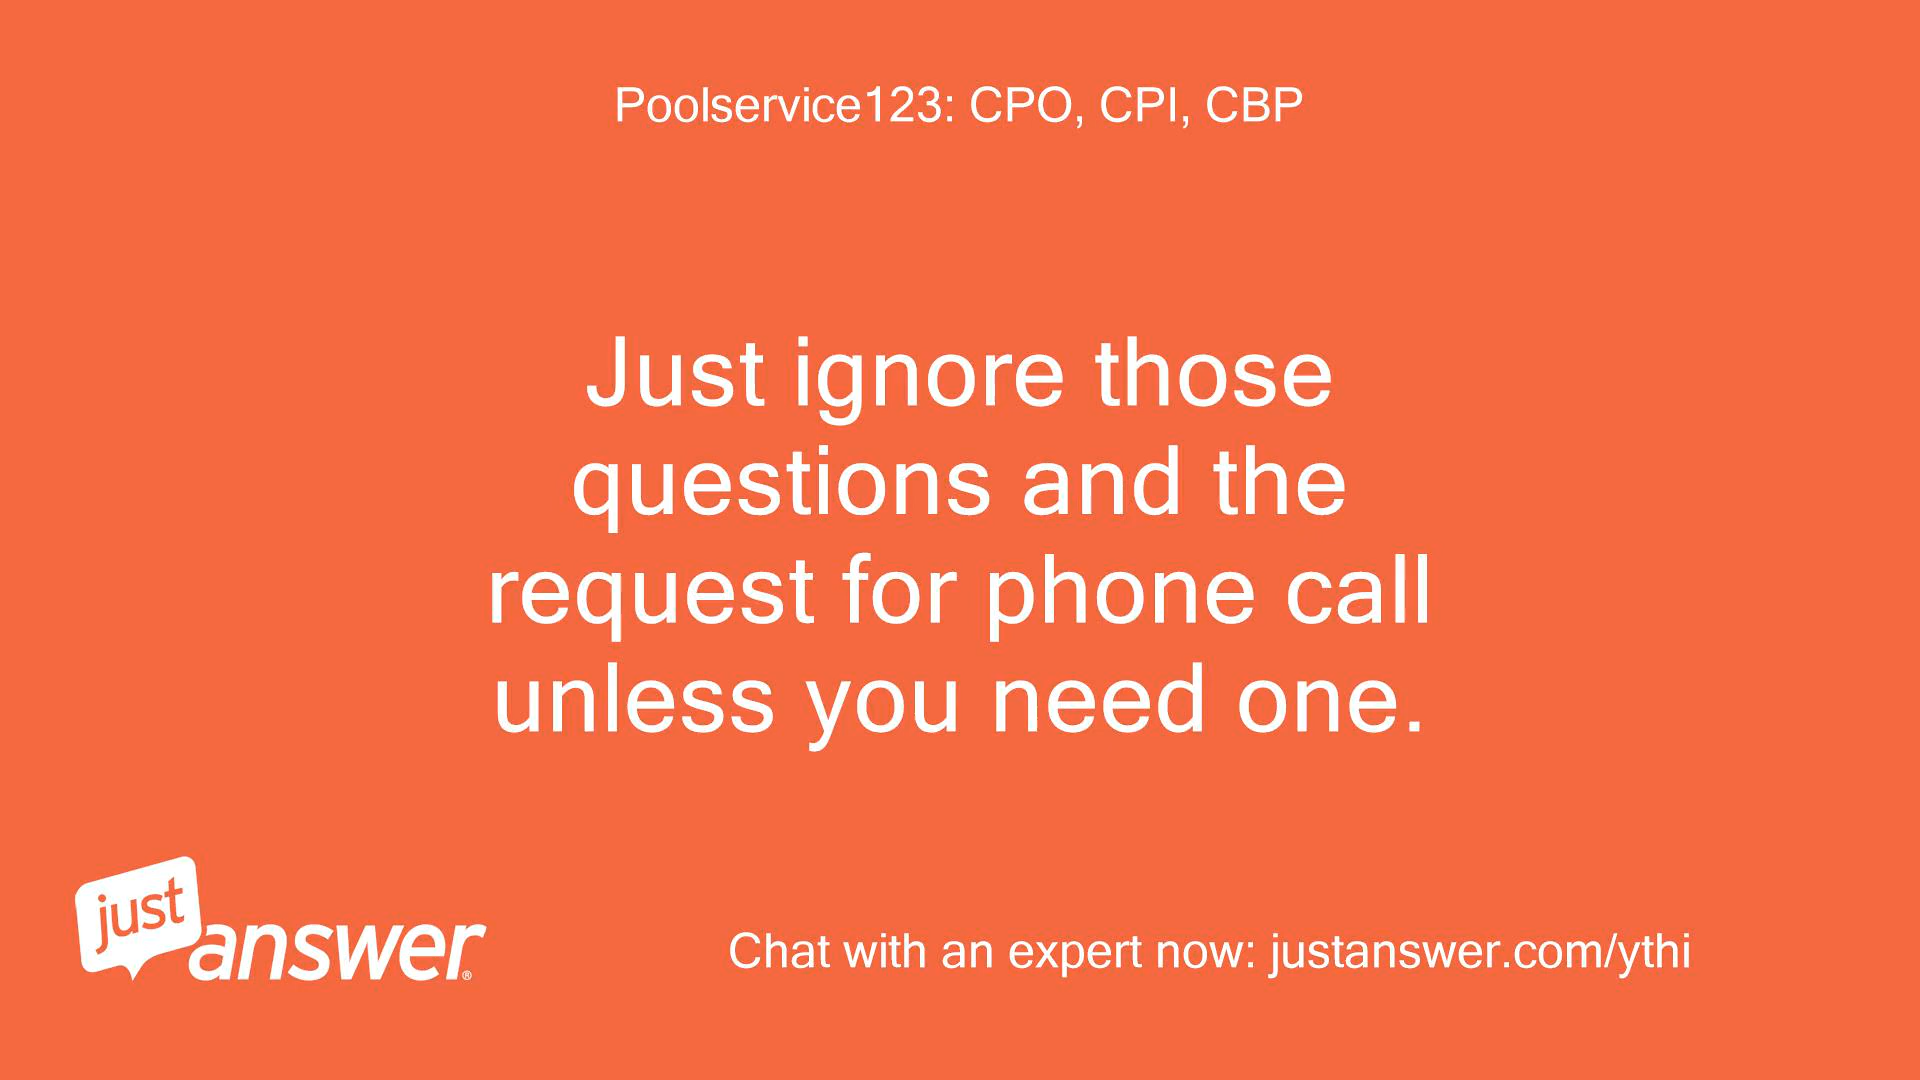 Poolservice123: CPO, CPI, CBP
Just ignore those
questions and the
request for phone call
unless you need one.
just
answer®
Chat with an expert now: justanswer.com/ythi